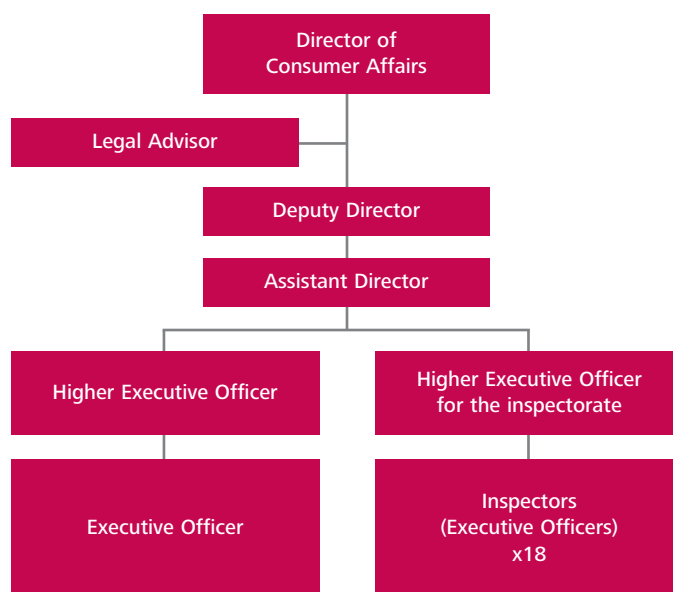 Director of
Consumer Affairs
Legal Advisor
Deputy Director
Assistant Director
Higher Executive Officer
Higher Executive Officer
for the inspectorate
Executive Officer
Inspectors
(Executive Officers)
x18